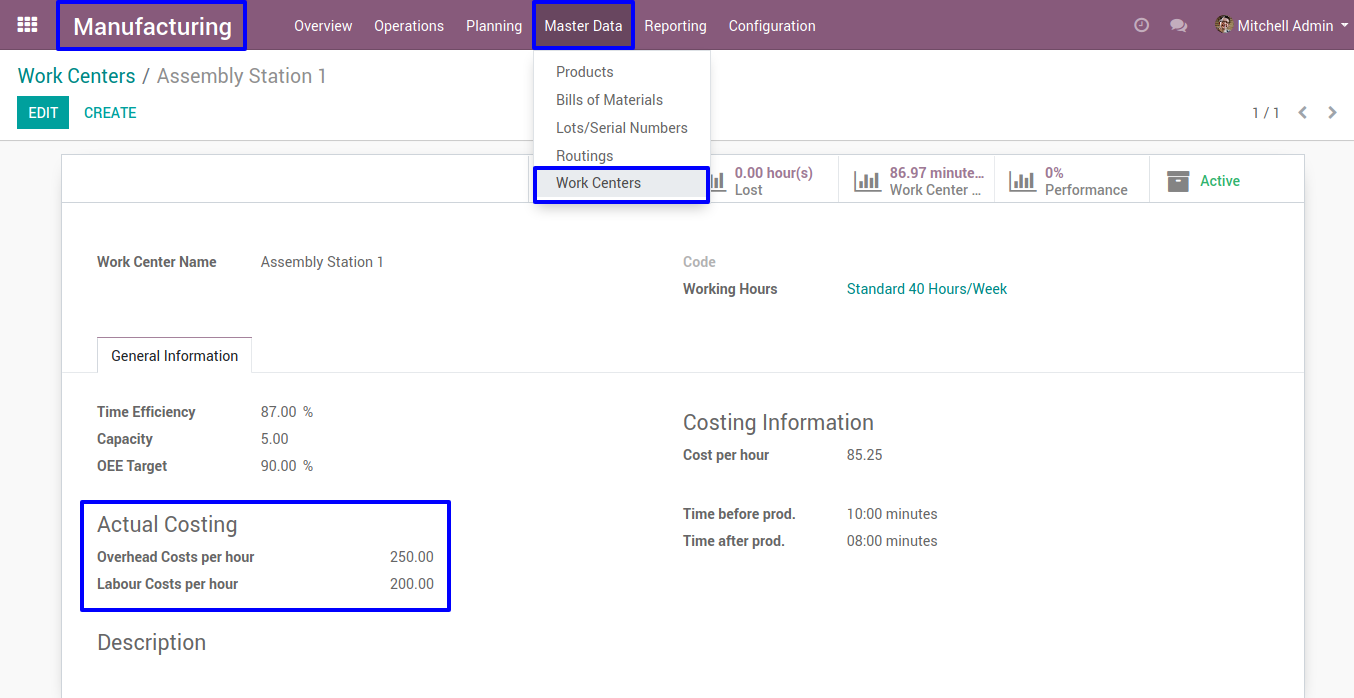 Manufacturing Overview Operations Planning Master Data Reporting Configuration Mitchell Admin
Work Centers / Assembly Station 1
EDIT CREATE 1 / 1
Products
Bills of Materials
Lots/Serial Numbers
Routings
Work Centers
0.00 hour(s)
Lost
86.97 minute...
Work Center ...
0%
Performance
Active
Work Center Name Assembly Station 1
Code
Working Hours Standard 40 Hours/Week
General Information
Time Efficiency 87.00 %
Capacity 5.00
OEE Target 90.00 %
Costing Information
Cost per hour 85.25
Time before prod. 10:00 minutes
Time after prod. 08:00 minutes
Actual Costing
Overhead Costs per hour 250.00
Labour Costs per hour 200.00
Description